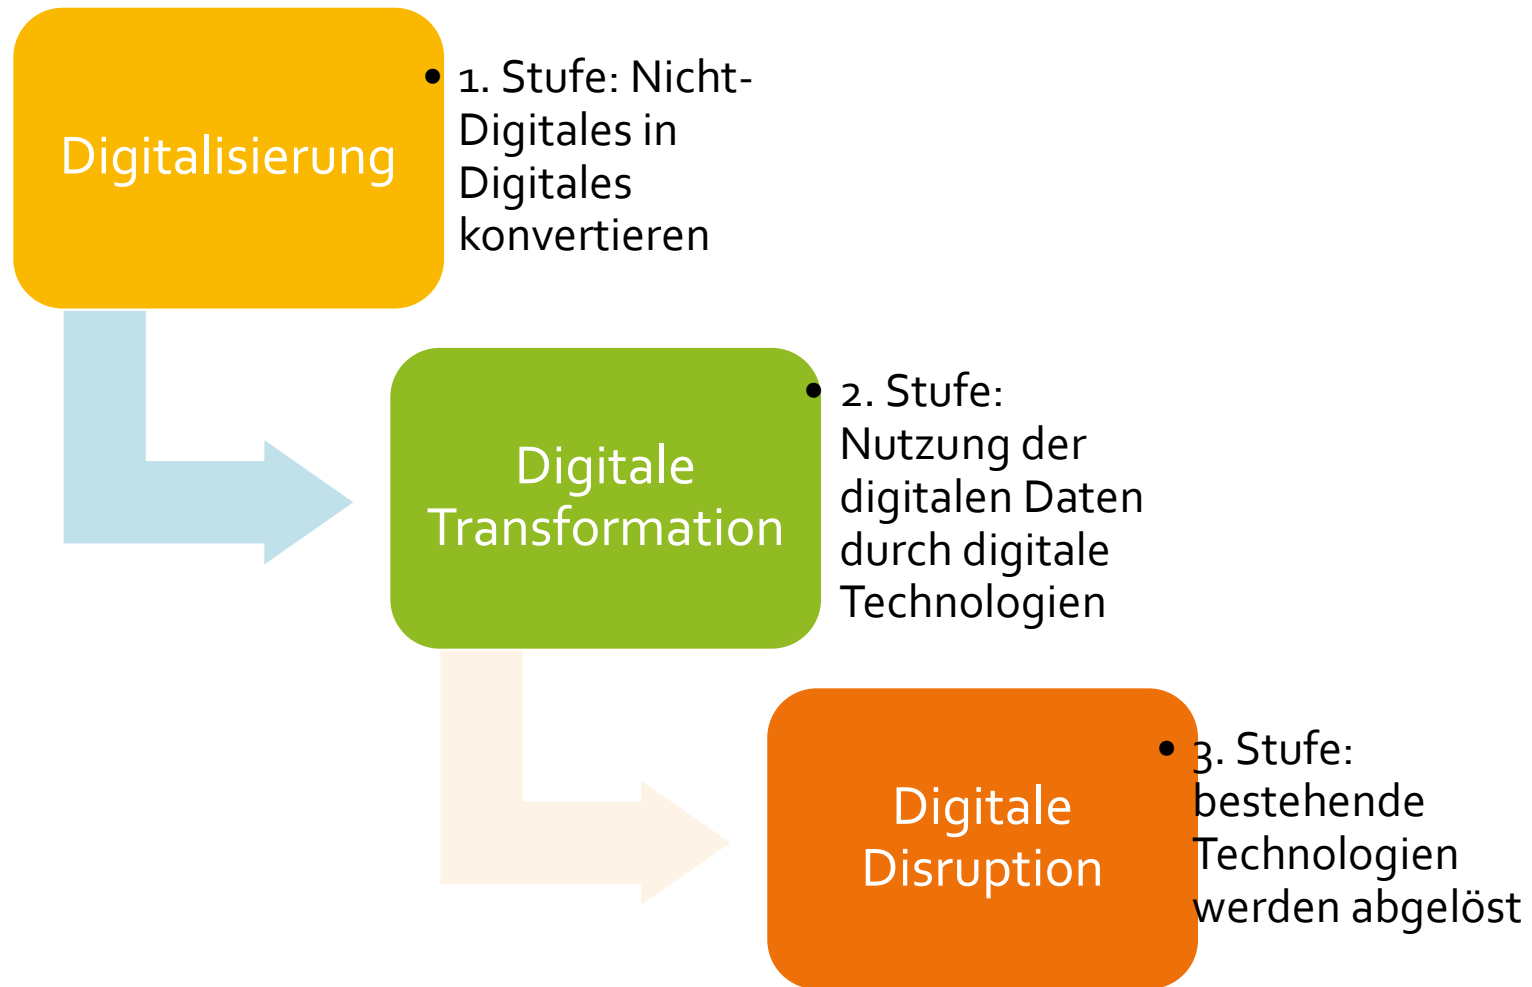 Digitalisierung
• 1. Stufe: Nicht-
Digitales in
Digitales
konvertieren
Digitale
Transformation
• 2. Stufe:
Nutzung der
digitalen Daten
durch digitale
Technologien
Digitale
Disruption
• 3. Stufe:
bestehende
Technologien
werden abgelöst